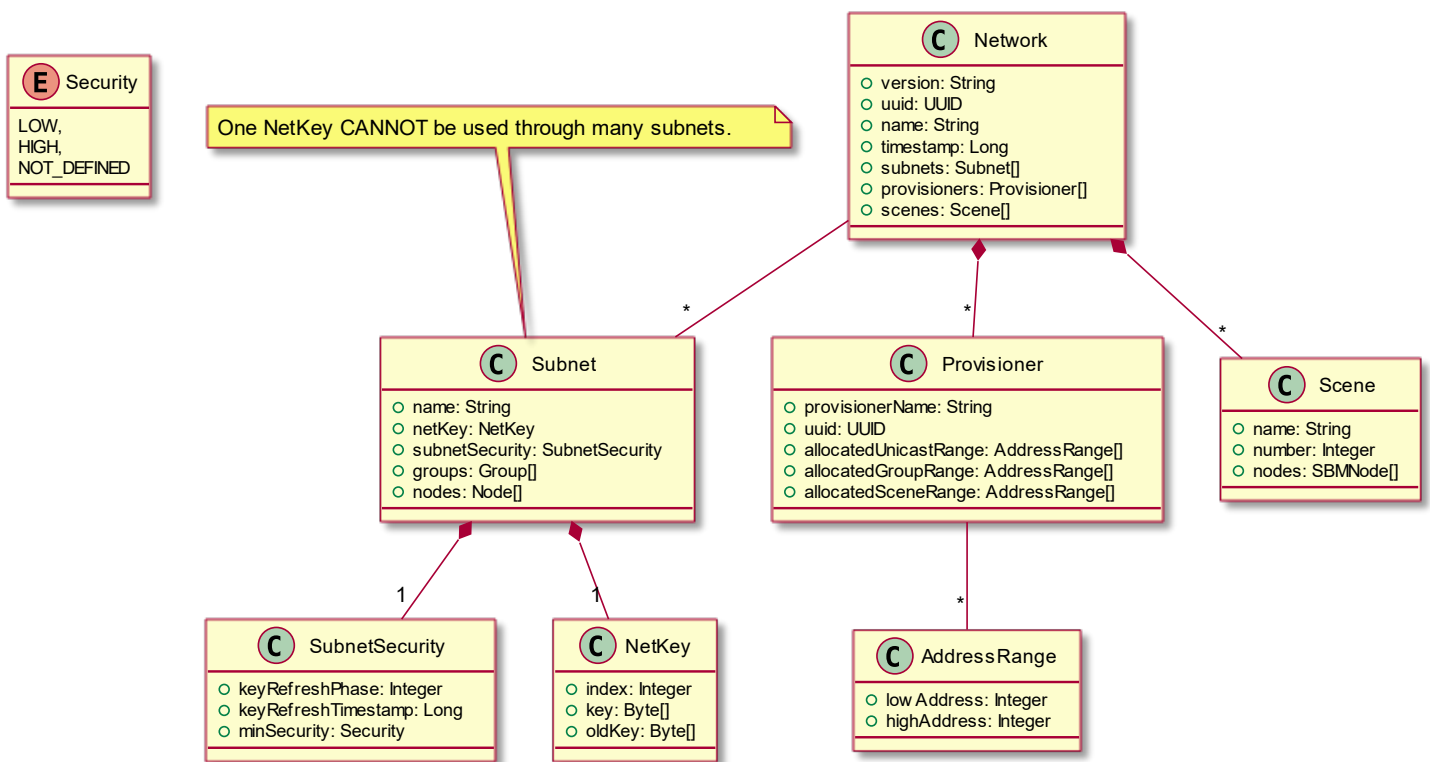 E Security
LOW,
HIGH,
NOT_DEFINED
One NetKey CANNOT be used through many subnets.
C Network
version: String
uuid: UUID
name: String
timestamp: Long
subnets: Subnet[]
provisioners: Provisioner[]
scenes: Scene[]
*
*
*
C Subnet
name: String
netKey: NetKey
subnetSecurity: SubnetSecurity
groups: Group[]
nodes: Node[]
C Provisioner
provisionerName: String
uuid: UUID
allocatedUnicastRange: AddressRange[]
allocatedGroupRange: AddressRange[]
allocatedSceneRange: AddressRange[]
C Scene
name: String
number: Integer
nodes: SBMNode[]
1
1
*
C SubnetSecurity
keyRefreshPhase: Integer
keyRefreshTimestamp: Long
minSecurity: Security
C NetKey
index: Integer
key: Byte[]
oldKey: Byte[]
C AddressRange
lowAddress: Integer
highAddress: Integer